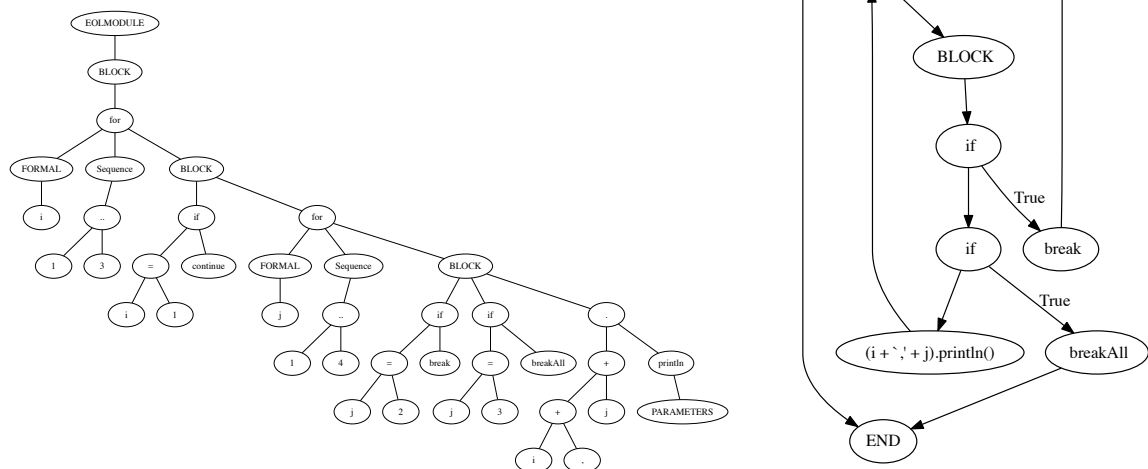 EOLMODULE
BLOCK
for
FORMAL Sequence BLOCK
i .. if for
1 3 = continue FORMAL Sequence BLOCK
i 1 j .. if if .
1 4 = break = breakAll + println
j 2 j 3 + j PARAMETERS
i ,
BLOCK
if
True
if break
True
(i + `,' + j).println() breakAll
END